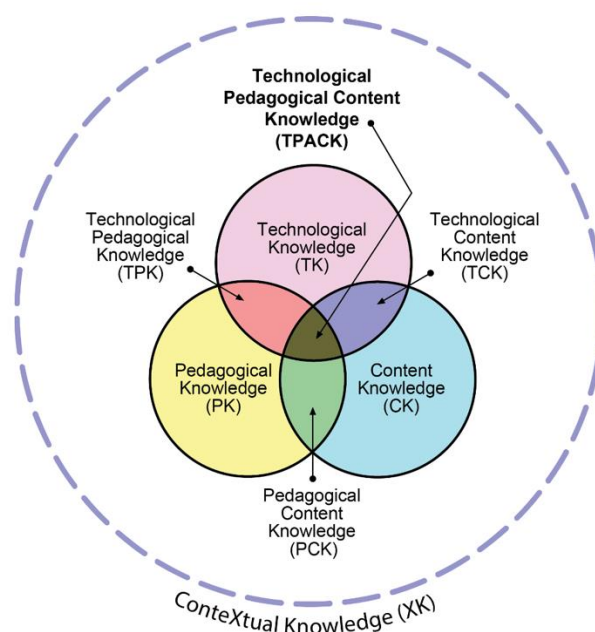 Technological
Pedagogical Content
Knowledge
(TPACK)
Technological
Pedagogical
Knowledge
(TPK)
Technological
Knowledge
(TK)
Technological
Content
Knowledge
(TCK)
Pedagogical
Knowledge
(PK)
Content
Knowledge
(CK)
Pedagogical
Content
Knowledge
(PCK)
ConteXtual Knowledge (XK)